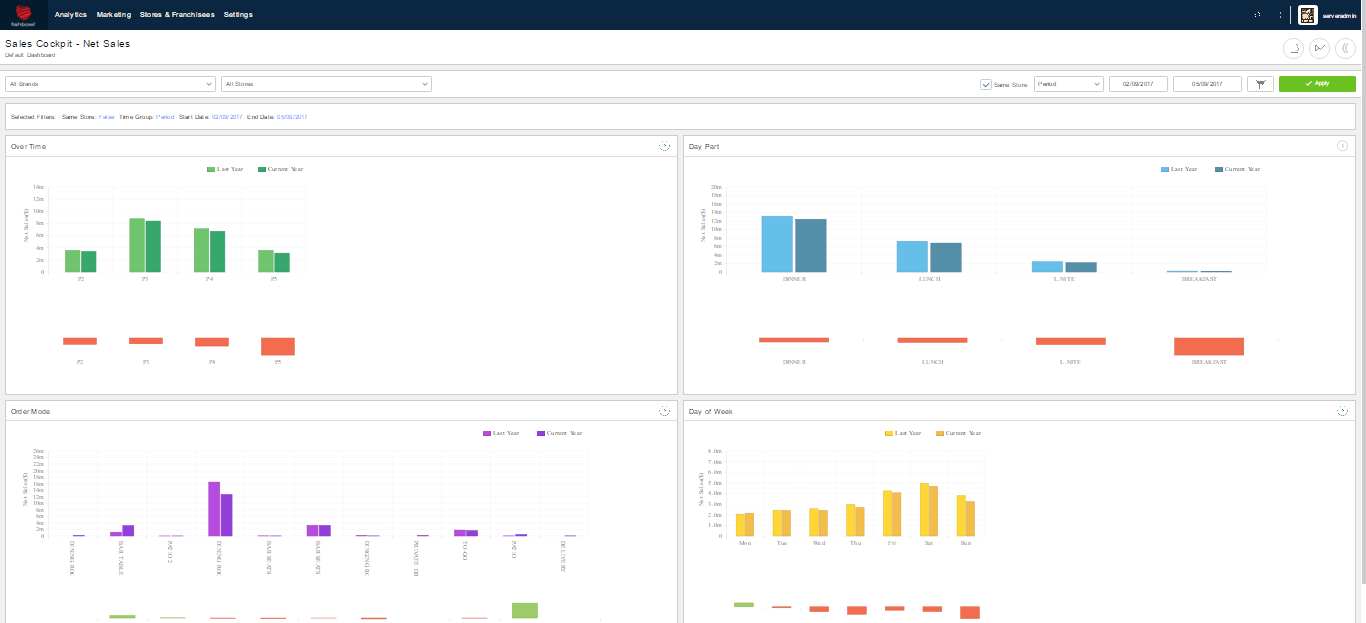 fishbowl
Analytics Marketing Stores & Franchisees Settings
serveradmin
Sales Cockpit - Net Sales
Default Dashboard
All Brands
All Stores
Same Store
Period
02/09/2017
05/09/2017
Apply
Selected Filters: Same Store: False Time Group: Period Start Date: 02/09/2017 End Date: 05/09/2017
Over Time
Last Year Current Year
14m
12m
10m
8m
6m
4m
2m
0
Net Sales($)
P2 P3 P4 P5
P2 P3 P4 P5
Day Part
Last Year Current Year
20m
18m
16m
14m
12m
10m
8m
6m
4m
2m
0
Net Sales($)
DINNER LUNCH L.NITE BREAKFAST
DINNER LUNCH L.NITE BREAKFAST
Order Mode
Last Year Current Year
26m
24m
22m
20m
18m
16m
14m
12m
10m
8m
6m
4m
2m
0
Net Sales($)
DINING ROO
BAR TABLE
PATIO 2
DINING ROO
BAR SEATS
BAR SEATS
PRIVATE DI
TO-GO
PATIO
DELIVERY
Day of Week
Last Year Current Year
8.0m
7.0m
6.0m
5.0m
4.0m
3.0m
2.0m
1.0m
0
Net Sales($)
Mon Tue Wed Thu Fri Sat Sun